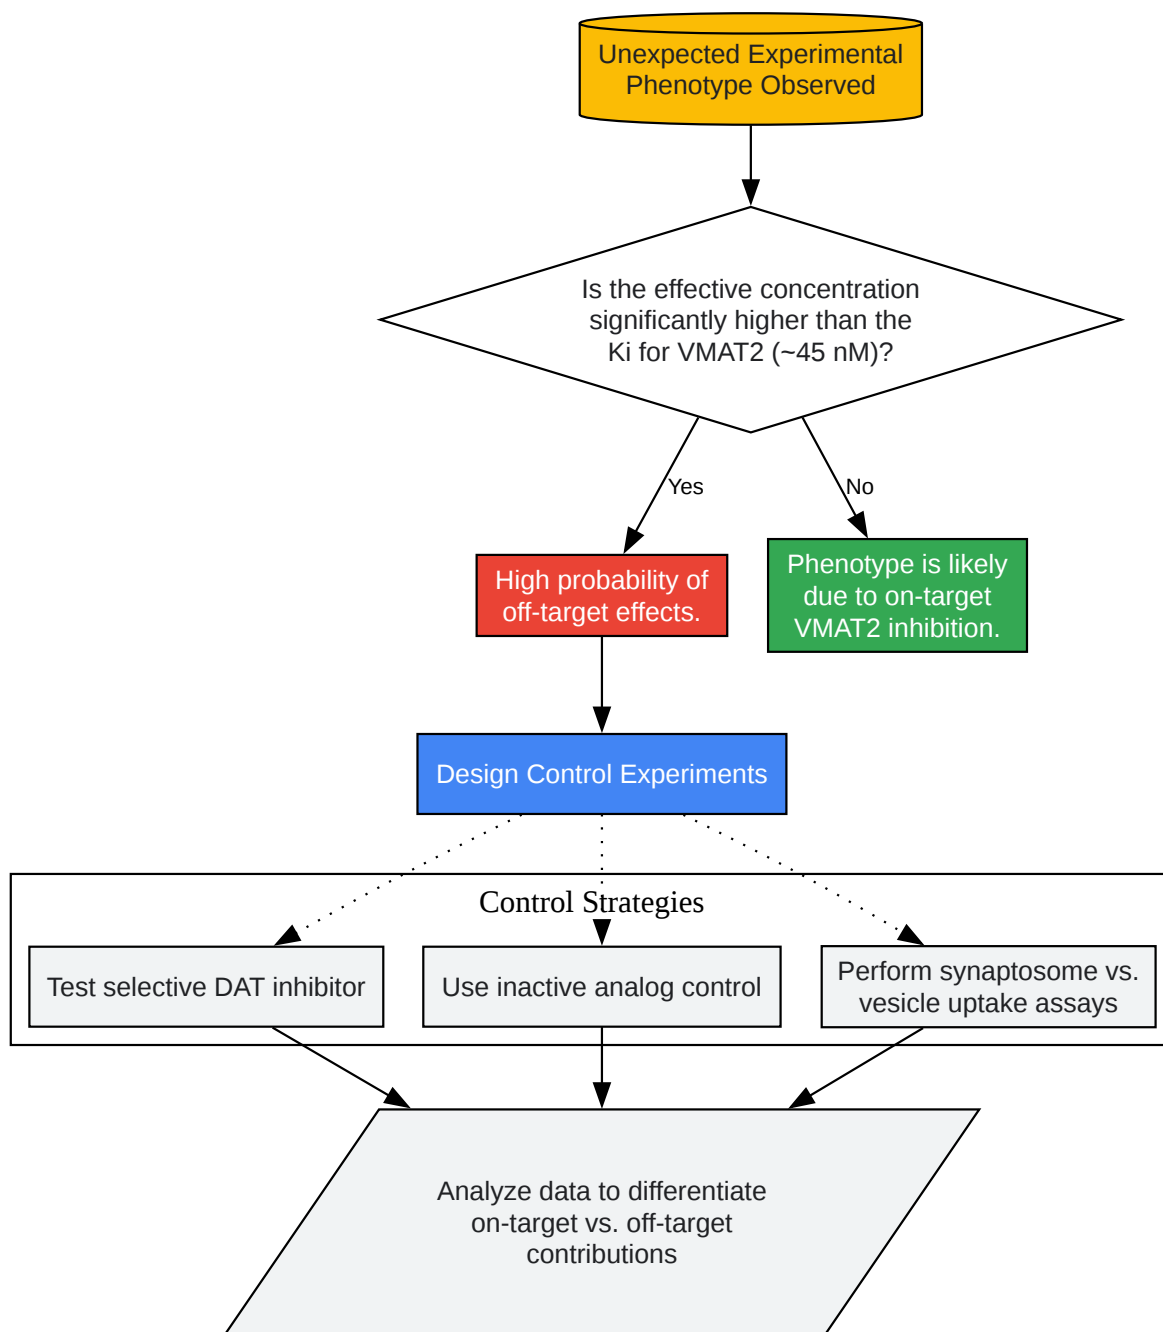 Unexpected Experimental
Phenotype Observed
Is the effective concentration
significantly higher than the
Ki for VMAT2 (~45 nM)?
Yes
No
High probability of
off-target effects.
Phenotype is likely
due to on-target
VMAT2 inhibition.
Design Control Experiments
Control Strategies
Test selective DAT inhibitor
Use inactive analog control
Perform synaptosome vs.
vesicle uptake assays
Analyze data to differentiate
on-target vs. off-target
contributions